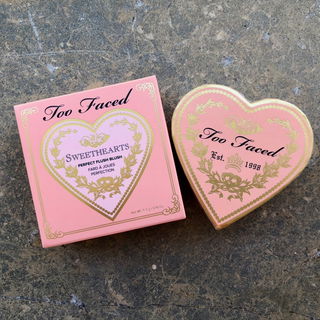 Too Faced
SWEETHEARTS
PERFECT FLUSH BLUSH
FARD À JOUES
PERFECTION
Too Faced
Est. 1998